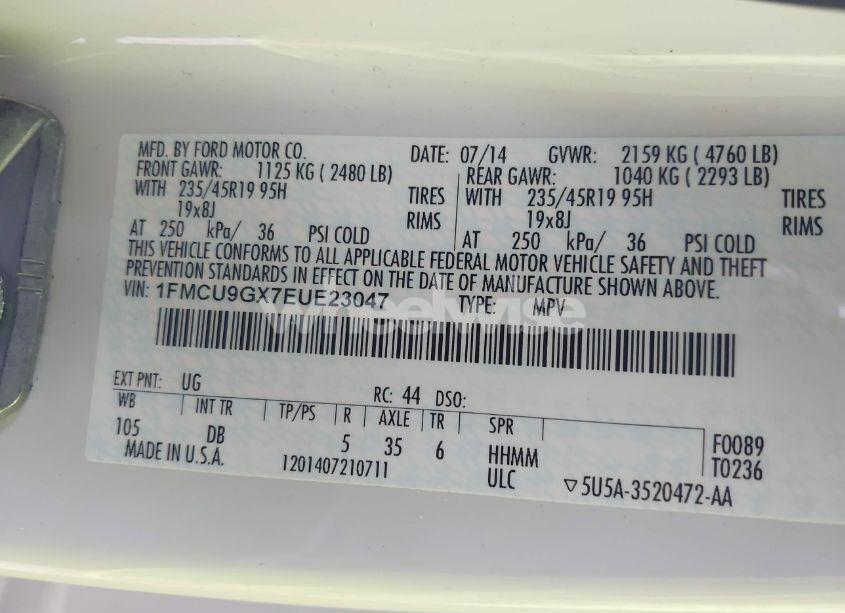 MFD. BY FORD MOTOR CO. DATE: 07/14 GVWR: 2159 KG ( 4760 LB)
FRONT GAWR: 1125 KG ( 2480 LB) REAR GAWR: 1040 KG ( 2293 LB)
WITH 235/45R19 95H TIRES WITH 235/45R19 95H TIRES
19x8J RIMS 19x8J RIMS
AT 250 kPa/ 36 PSI COLD AT 250 kPa/ 36 PSI COLD
THIS VEHICLE CONFORMS TO ALL APPLICABLE FEDERAL MOTOR VEHICLE SAFETY AND THEFT
PREVENTION STANDARDS IN EFFECT ON THE DATE OF MANUFACTURE SHOWN ABOVE.
VIN: 1FMCU9GX7EUE23047 TYPE: MPV
wheelwise
EXT PNT: UG RC: 44 DSO:
WB INT TR TP/PS R AXLE TR SPR
105 DB 5 35 6 HHMM F0089
MADE IN U.S.A. 1201407210711 ULC T0236
▽5U5A-3520472-AA